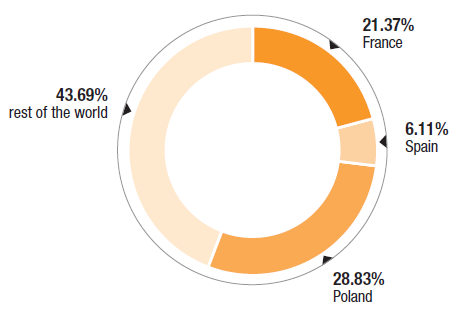 21.37%
France
43.69%
rest of the world
6.11%
Spain
28.83%
Poland